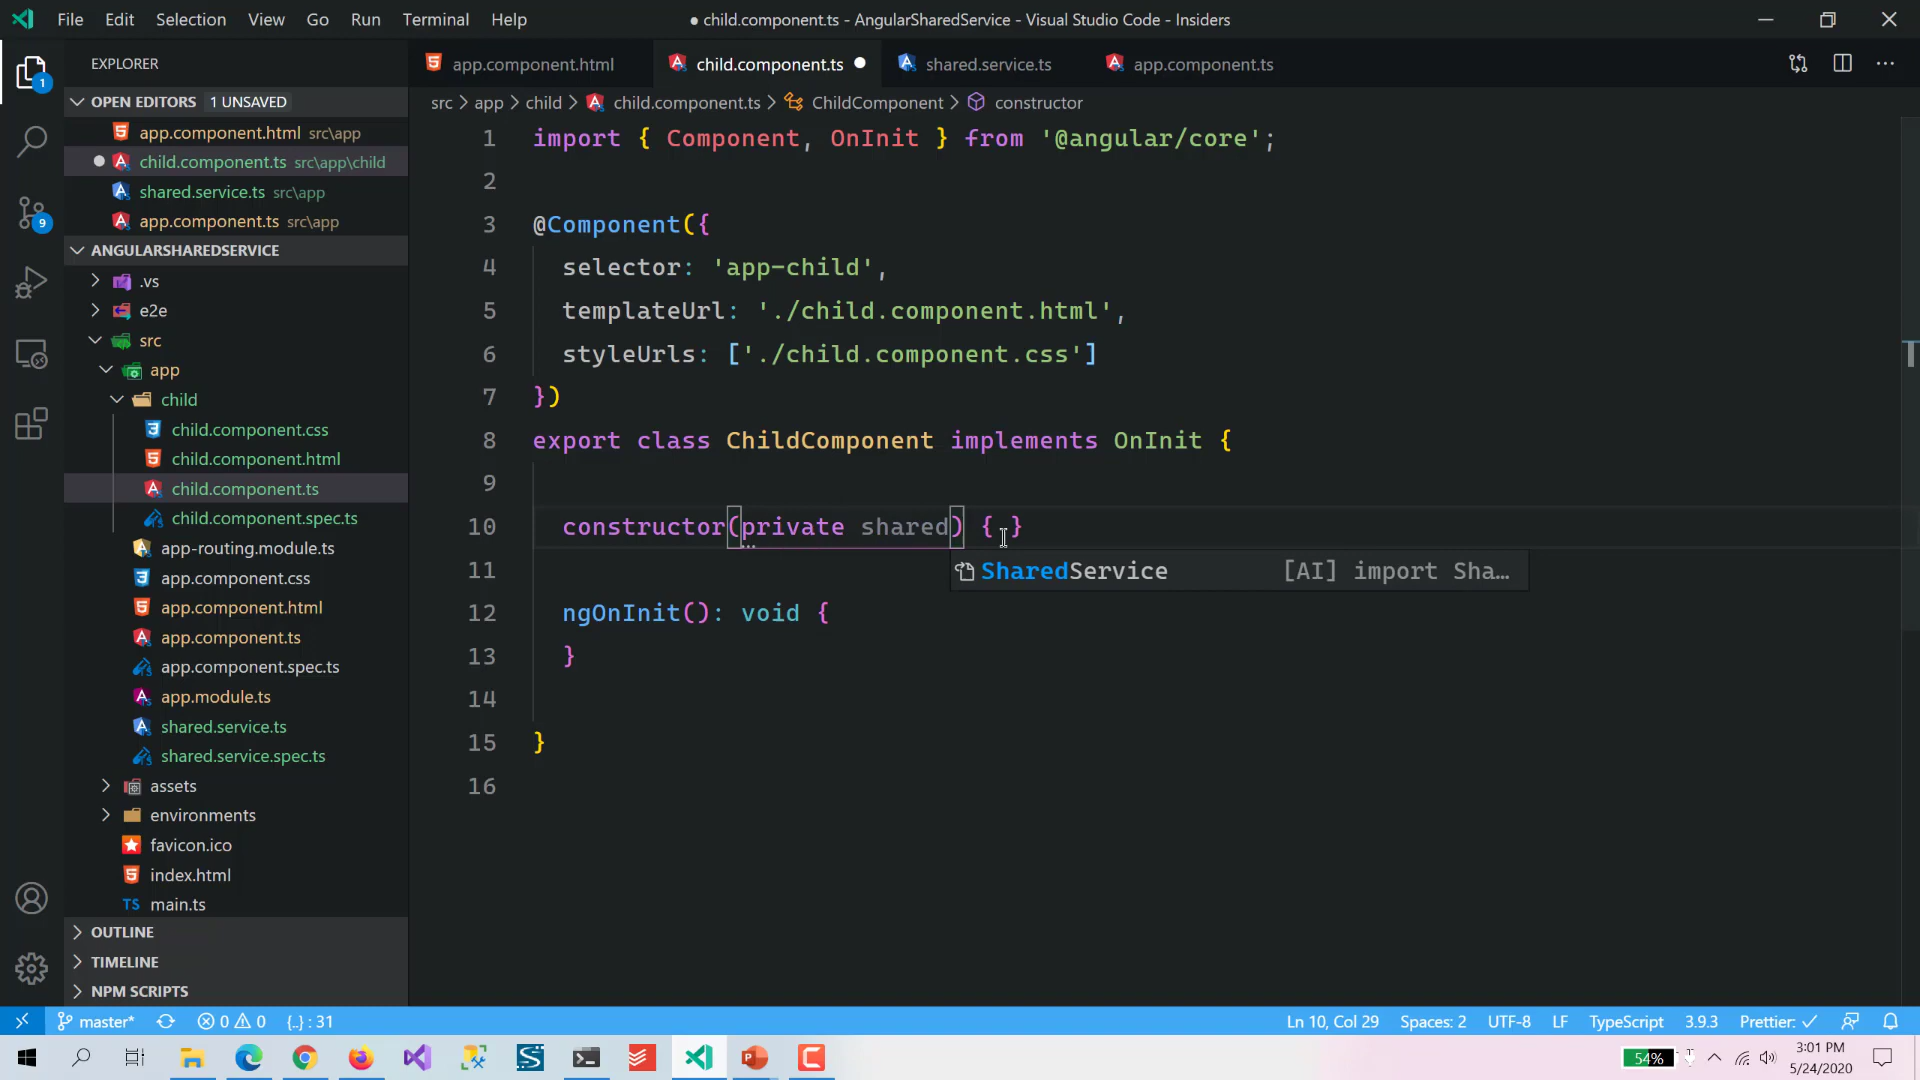 File Edit Selection View Go Run Terminal Help
● child.component.ts - AngularSharedService - Visual Studio Code - Insiders
EXPLORER
OPEN EDITORS 1 UNSAVED
app.component.html src\app
child.component.ts src\app\child
shared.service.ts src\app
app.component.ts src\app
ANGULARSHAREDSERVICE
.vs
e2e
src
app
child
child.component.css
child.component.html
child.component.ts
child.component.spec.ts
app-routing.module.ts
app.component.css
app.component.html
app.component.ts
app.component.spec.ts
app.module.ts
shared.service.ts
shared.service.spec.ts
assets
environments
favicon.ico
index.html
TS main.ts
OUTLINE
TIMELINE
NPM SCRIPTS
1
9
app.component.html child.component.ts shared.service.ts app.component.ts
src > app > child > child.component.ts > ChildComponent > constructor
1 import { Component, OnInit } from '@angular/core';
2
3 @Component({
4 selector: 'app-child',
5 templateUrl: './child.component.html',
6 styleUrls: ['./child.component.css']
7 })
8 export class ChildComponent implements OnInit {
9
10 constructor(private shared) { }
11
SharedService [AI] import Sha…
12 ngOnInit(): void {
13 }
14
15 }
16
master* 0 0 {..} : 31
Ln 10, Col 29 Spaces: 2 UTF-8 LF TypeScript 3.9.3 Prettier: ✓
54%
3:01 PM
5/24/2020